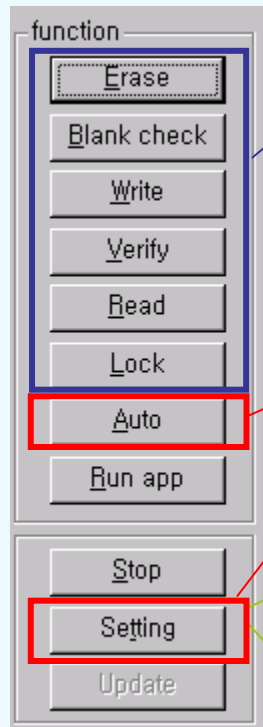 function
Erase
Blank check
Write
Verify
Read
Lock
Auto
Run app
Stop
Setting
Update